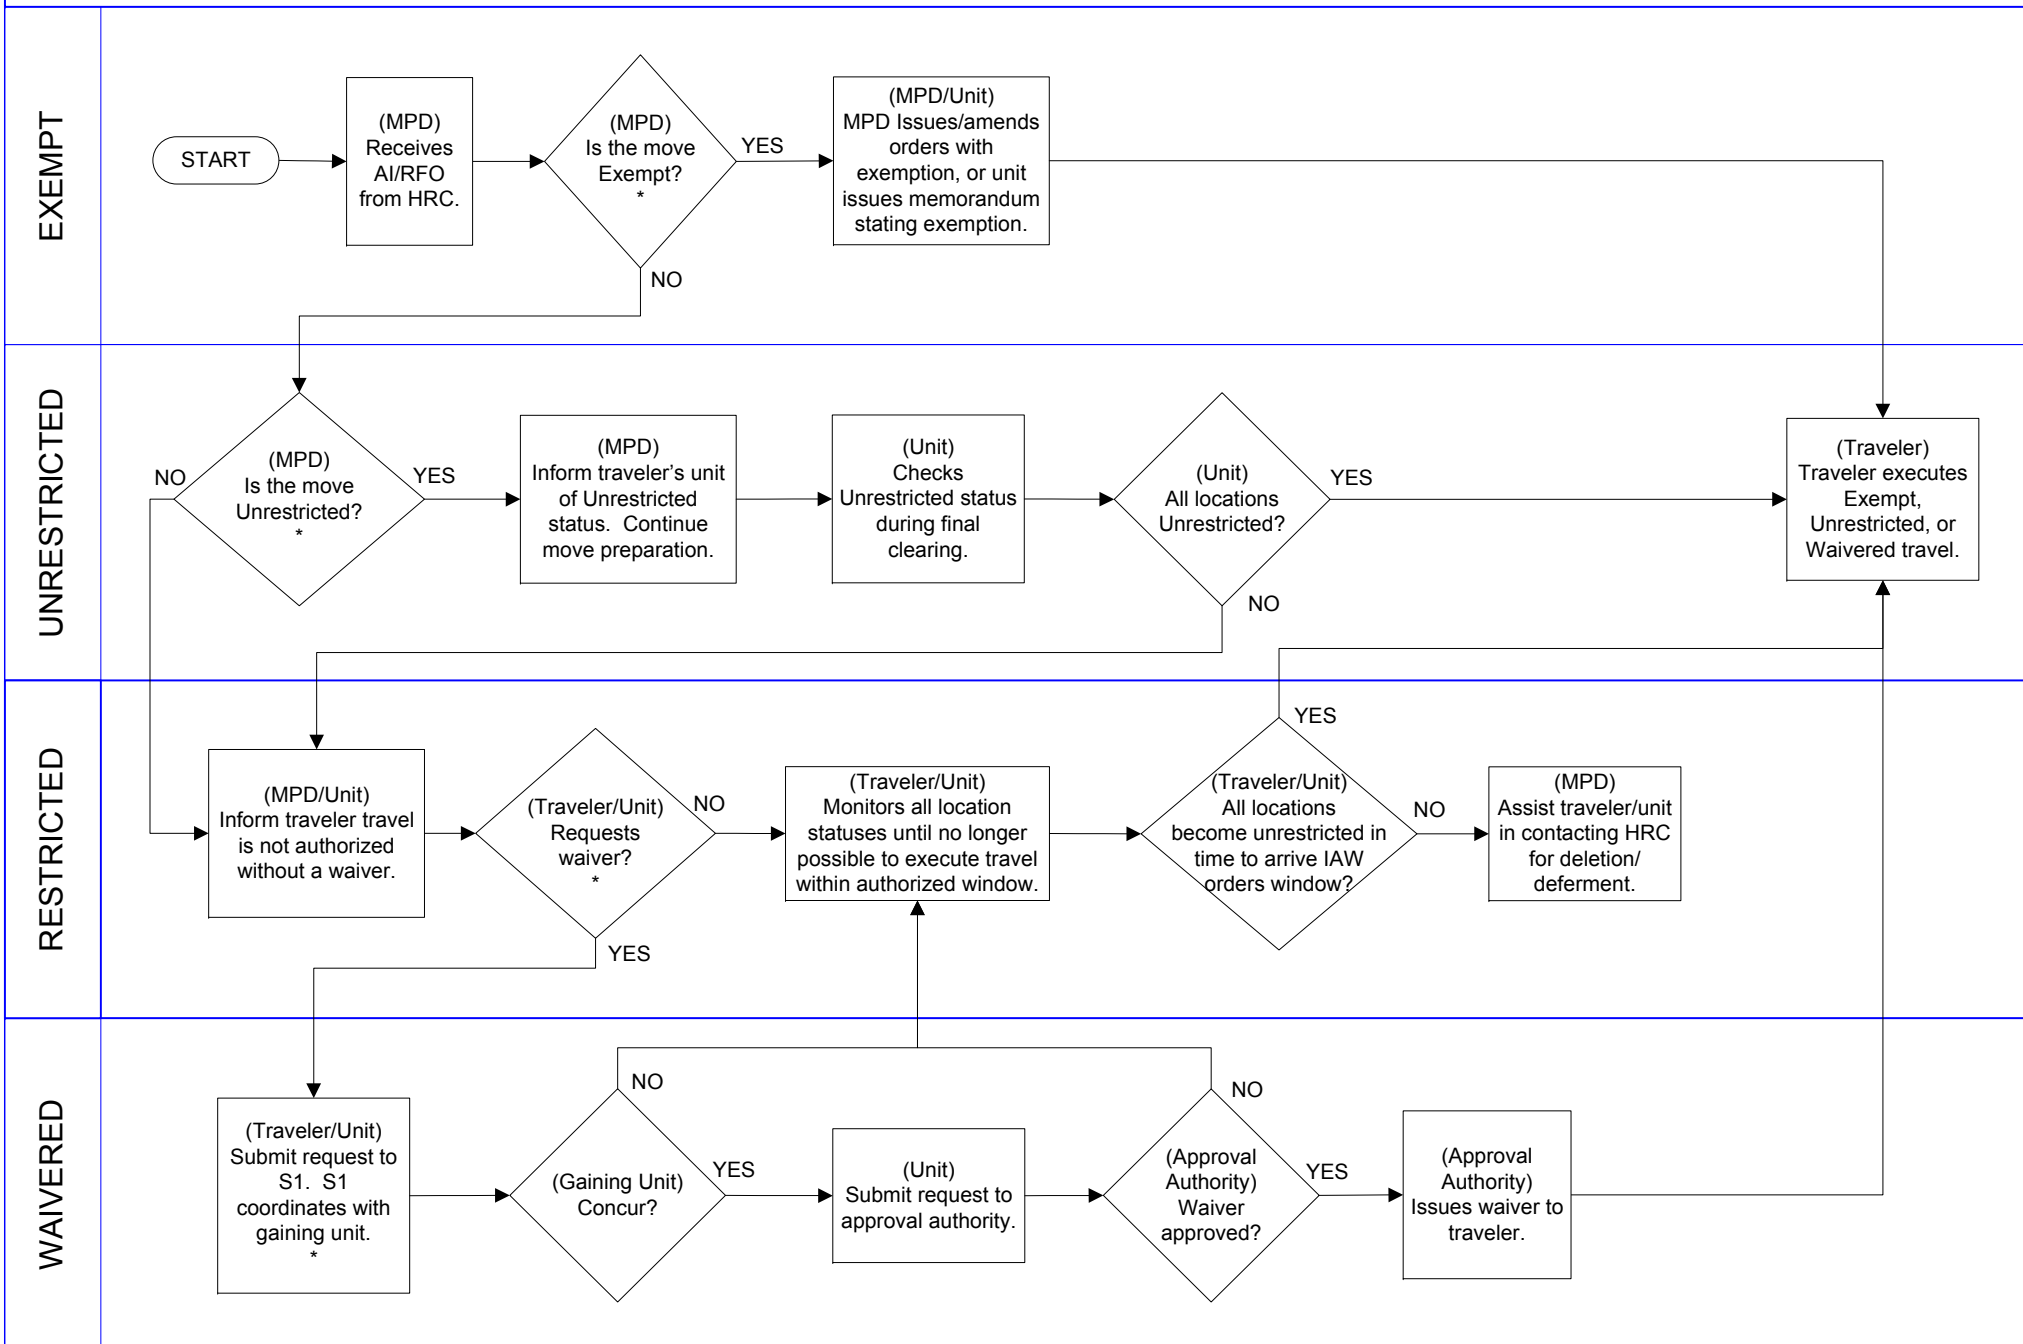 EXEMPT
START
(MPD)
Receives
AI/RFO
from HRC.
(MPD)
Is the move
Exempt?
*
YES
NO
(MPD/Unit)
MPD Issues/amends
orders with
exemption, or unit
issues memorandum
stating exemption.
UNRESTRICTED
NO
(MPD)
Is the move
Unrestricted?
*
YES
(MPD)
Inform traveler’s unit
of Unrestricted
status.  Continue
move preparation.
(Unit)
Checks
Unrestricted status
during final
clearing.
(Unit)
All locations
Unrestricted?
YES
NO
(Traveler)
Traveler executes
Exempt,
Unrestricted, or
Waivered travel.
RESTRICTED
(MPD/Unit)
Inform traveler travel
is not authorized
without a waiver.
(Traveler/Unit)
Requests
waiver?
*
NO
YES
(Traveler/Unit)
Monitors all location
statuses until no longer
possible to execute travel
within authorized window.
YES
(Traveler/Unit)
All locations
become unrestricted in
time to arrive IAW
orders window?
NO
(MPD)
Assist traveler/unit
in contacting HRC
for deletion/
deferment.
WAIVERED
(Traveler/Unit)
Submit request to
S1.  S1
coordinates with
gaining unit.
*
NO
(Gaining Unit)
Concur?
YES
(Unit)
Submit request to
approval authority.
NO
(Approval
Authority)
Waiver
approved?
YES
(Approval
Authority)
Issues waiver to
traveler.